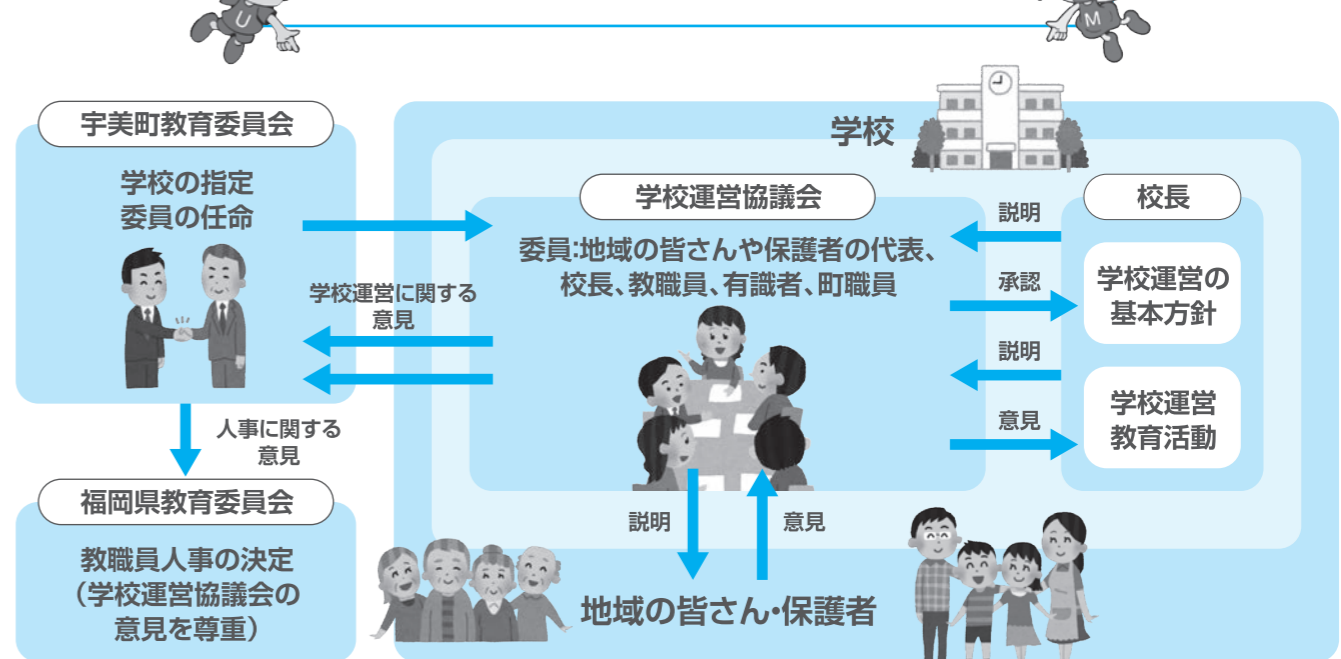 U
M
宇美町教育委員会
学校の指定
委員の任命
学校運営に関する
意見
人事に関する
意見
福岡県教育委員会
教職員人事の決定
(学校運営協議会の
意見を尊重)
学校
学校運営協議会
委員:地域の皆さんや保護者の代表、
校長、教職員、有識者、町職員
説明
承認
説明
意見
校長
学校運営の
基本方針
学校運営
教育活動
説明
意見
地域の皆さん・保護者